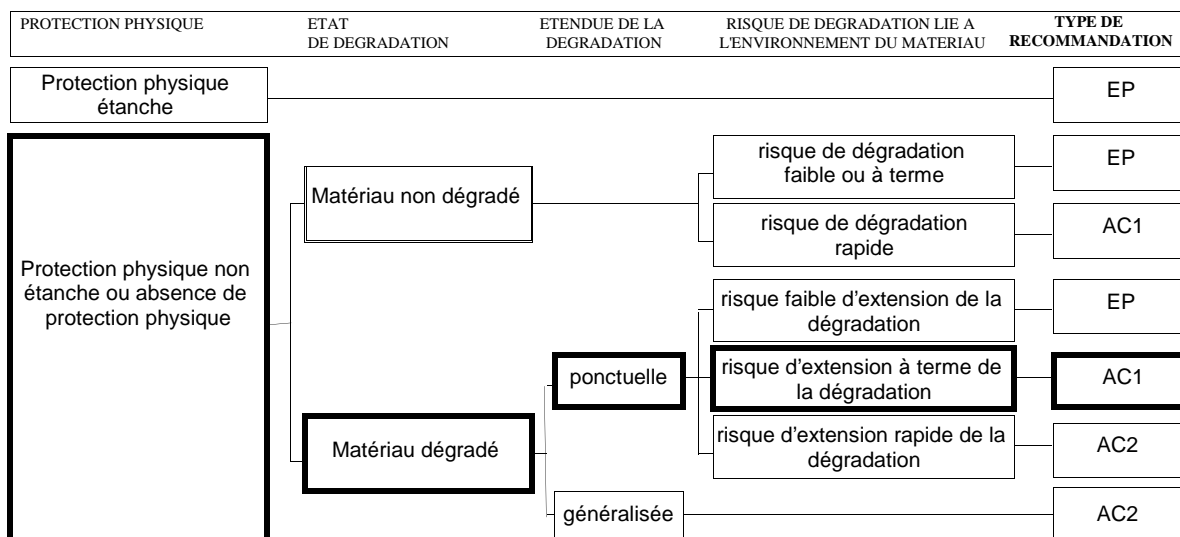 PROTECTION PHYSIQUE
ETAT
DE DEGRADATION
ETENDUE DE LA
DEGRADATION
RISQUE DE DEGRADATION LIE A
L'ENVIRONNEMENT DU MATERIAU
TYPE DE
RECOMMANDATION
Protection physique
étanche
EP
Protection physique non
étanche ou absence de
protection physique
Matériau non dégradé
risque de dégradation
faible ou à terme
EP
risque de dégradation
rapide
AC1
Matériau dégradé
ponctuelle
risque faible d'extension de la
dégradation
EP
risque d'extension à terme de
la dégradation
AC1
risque d'extension rapide de la
dégradation
AC2
généralisée
AC2